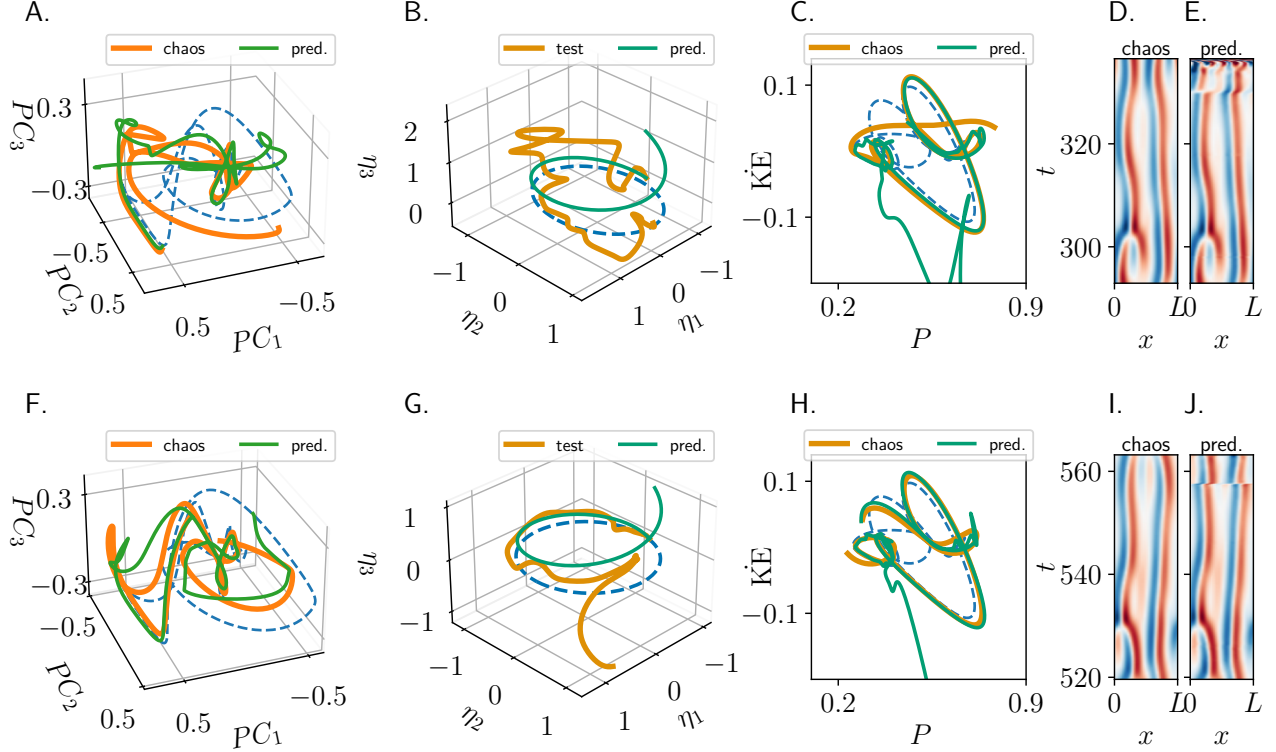 A.
B.
C.
D.
E.
chaos
pred.
test
pred.
chaos
pred.
chaos
pred.
0.3
−0.3
PC₃
−0.5
0.5
PC₂
0.5
−0.5
PC₁
2
1
0
η₃
−1
0
1
η₂
−1
0
1
η₁
0.1
−0.1
K̇E
0.2
0.9
P
320
300
t
0
L
x
0
L
x
F.
G.
H.
I.
J.
chaos
pred.
test
pred.
chaos
pred.
chaos
pred.
0.3
−0.3
PC₃
−0.5
0.5
PC₂
0.5
−0.5
PC₁
1
0
−1
η₃
−1
0
1
η₂
−1
0
1
η₁
0.1
−0.1
K̇E
0.2
0.9
P
560
540
520
t
0
L
x
0
L
x